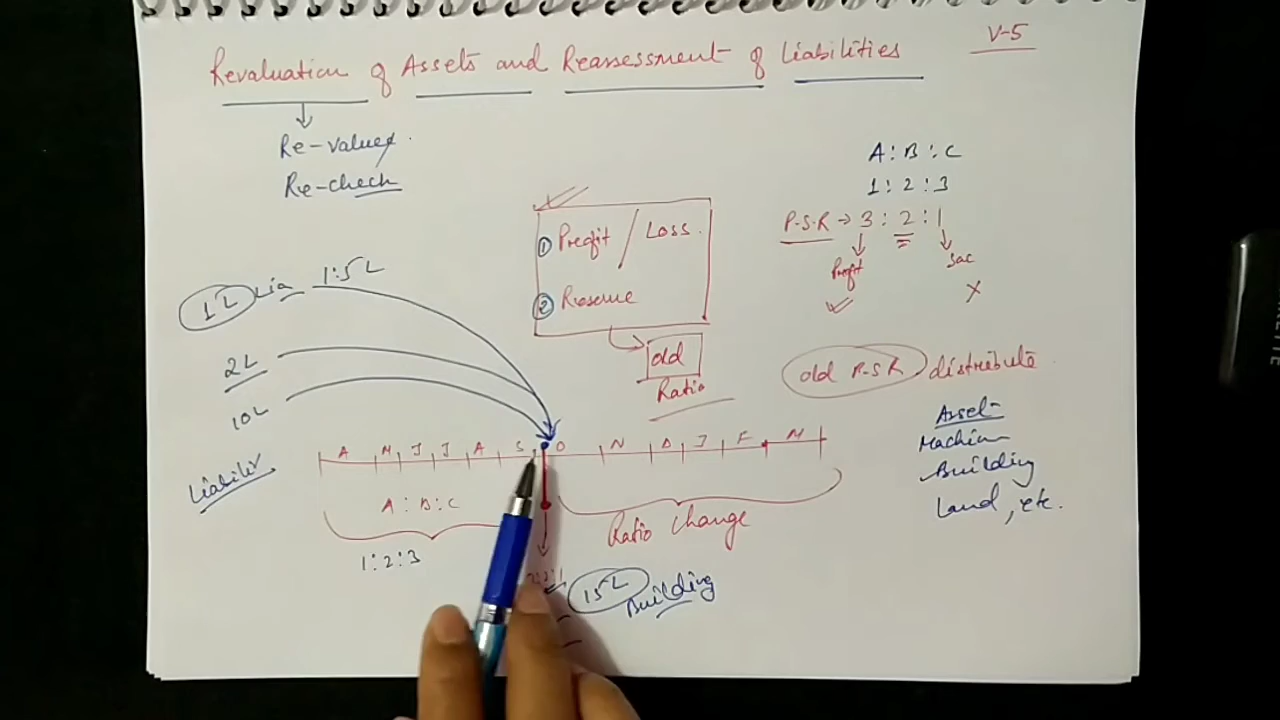 Revaluation of Assets and Reassessment of Liabilities
V-5
Re-valued
Re-check
A : B : C
1 : 2 : 3
P.S.R → 3 : 2 : 1
Profit
Sac
① Profit / Loss
② Reserve
old
Ratio
1L Lia 1.5L
2L
10L
old P.S.R distribute
Asset
Machine
Building
Land, etc.
A M J J A S O N D J F M
Liability
A : B : C
1 : 2 : 3
Ratio Change
15L Building